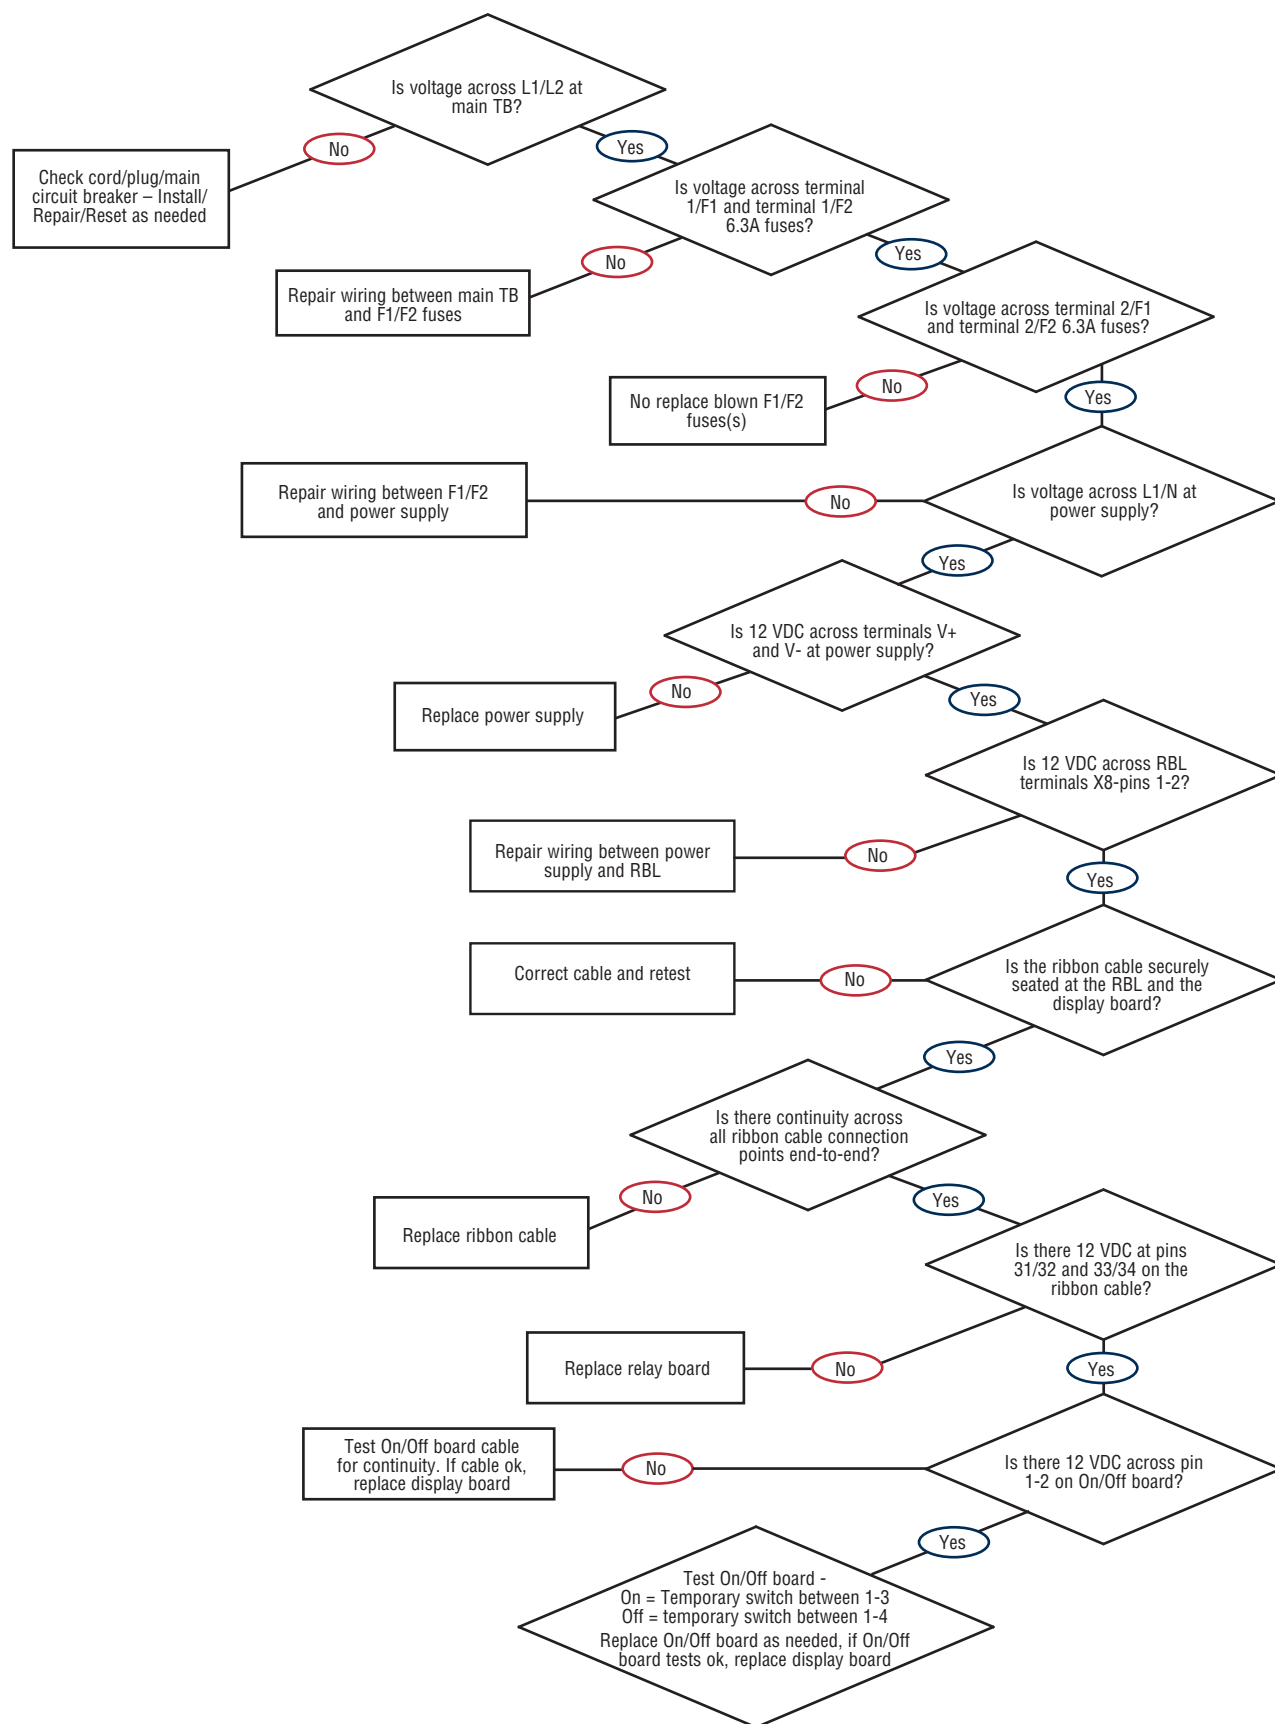 Is voltage across L1/L2 at
main TB?
No
Yes
Check cord/plug/main
circuit breaker – Install/
Repair/Reset as needed
Is voltage across terminal
1/F1 and terminal 1/F2
6.3A fuses?
No
Yes
Repair wiring between main TB
and F1/F2 fuses
Is voltage across terminal 2/F1
and terminal 2/F2 6.3A fuses?
No
Yes
No replace blown F1/F2
fuses(s)
Is voltage across L1/N at
power supply?
No
Repair wiring between F1/F2
and power supply
Yes
Is 12 VDC across terminals V+
and V- at power supply?
No
Yes
Replace power supply
Is 12 VDC across RBL
terminals X8-pins 1-2?
No
Repair wiring between power
supply and RBL
Yes
Is the ribbon cable securely
seated at the RBL and the
display board?
No
Correct cable and retest
Yes
Is there continuity across
all ribbon cable connection
points end-to-end?
No
Yes
Replace ribbon cable
Is there 12 VDC at pins
31/32 and 33/34 on the
ribbon cable?
No
Replace relay board
Yes
Is there 12 VDC across pin
1-2 on On/Off board?
No
Test On/Off board cable
for continuity. If cable ok,
replace display board
Yes
Test On/Off board -
On = Temporary switch between 1-3
Off = temporary switch between 1-4
Replace On/Off board as needed, if On/Off
board tests ok, replace display board